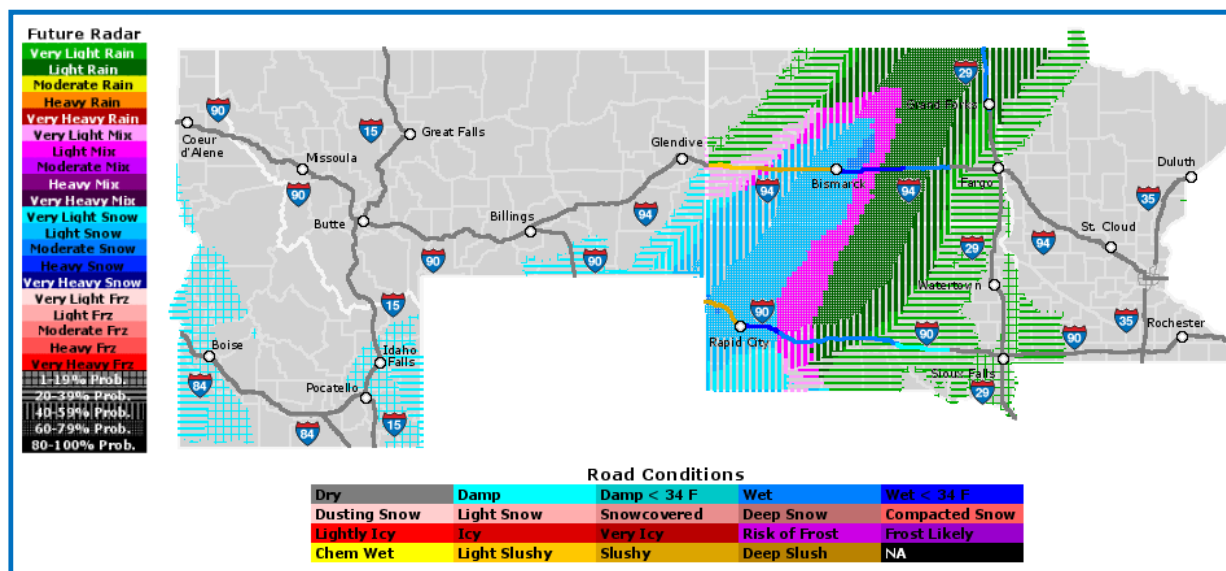 Future Radar
Very Light Rain
Light Rain
Moderate Rain
Heavy Rain
Very Heavy Rain
Very Light Mix
Light Mix
Moderate Mix
Heavy Mix
Very Heavy Mix
Very Light Snow
Light Snow
Moderate Snow
Heavy Snow
Very Heavy Snow
Very Light Frz
Light Frz
Moderate Frz
Heavy Frz
Very Heavy Frz
1-19% Prob.
20-39% Prob.
40-59% Prob.
60-79% Prob.
80-100% Prob.
90
Coeur
d'Alene
Missoula
90
15
Great Falls
Butte
90
Billings
94
Glendive
90
15
Boise
84
Idaho
Falls
Pocatello
84
15
29
Grand Forks
94
Bismarck
94
Fargo
Duluth
35
St. Cloud
94
29
Watertown
90
Rapid City
90
Sioux Falls
29
90
35
Rochester
Road Conditions
Dry Damp Damp < 34 F Wet Wet < 34 F
Dusting Snow Light Snow Snowcovered Deep Snow Compacted Snow
Lightly Icy Icy Very Icy Risk of Frost Frost Likely
Chem Wet Light Slushy Slushy Deep Slush NA